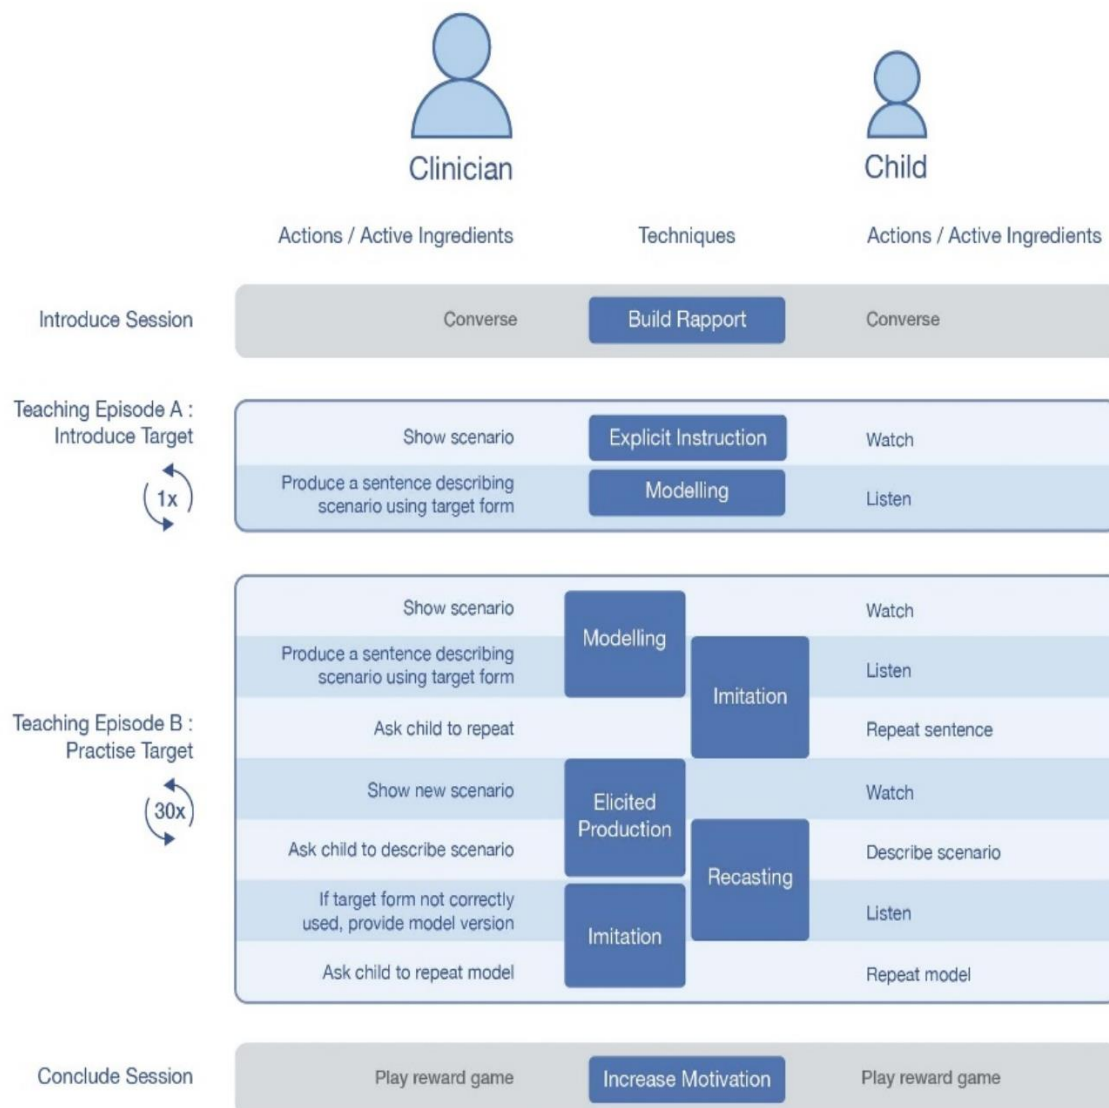 Clinician
Child
Actions / Active Ingredients
Techniques
Actions / Active Ingredients
Introduce Session
Converse
Build Rapport
Converse
Teaching Episode A :
Introduce Target
1x
Show scenario
Explicit Instruction
Watch
Produce a sentence describing
scenario using target form
Modelling
Listen
Teaching Episode B :
Practise Target
30x
Show scenario
Modelling
Watch
Produce a sentence describing
scenario using target form
Imitation
Listen
Ask child to repeat
Repeat sentence
Show new scenario
Elicited
Production
Watch
Ask child to describe scenario
Recasting
Describe scenario
If target form not correctly
used, provide model version
Imitation
Listen
Ask child to repeat model
Repeat model
Conclude Session
Play reward game
Increase Motivation
Play reward game